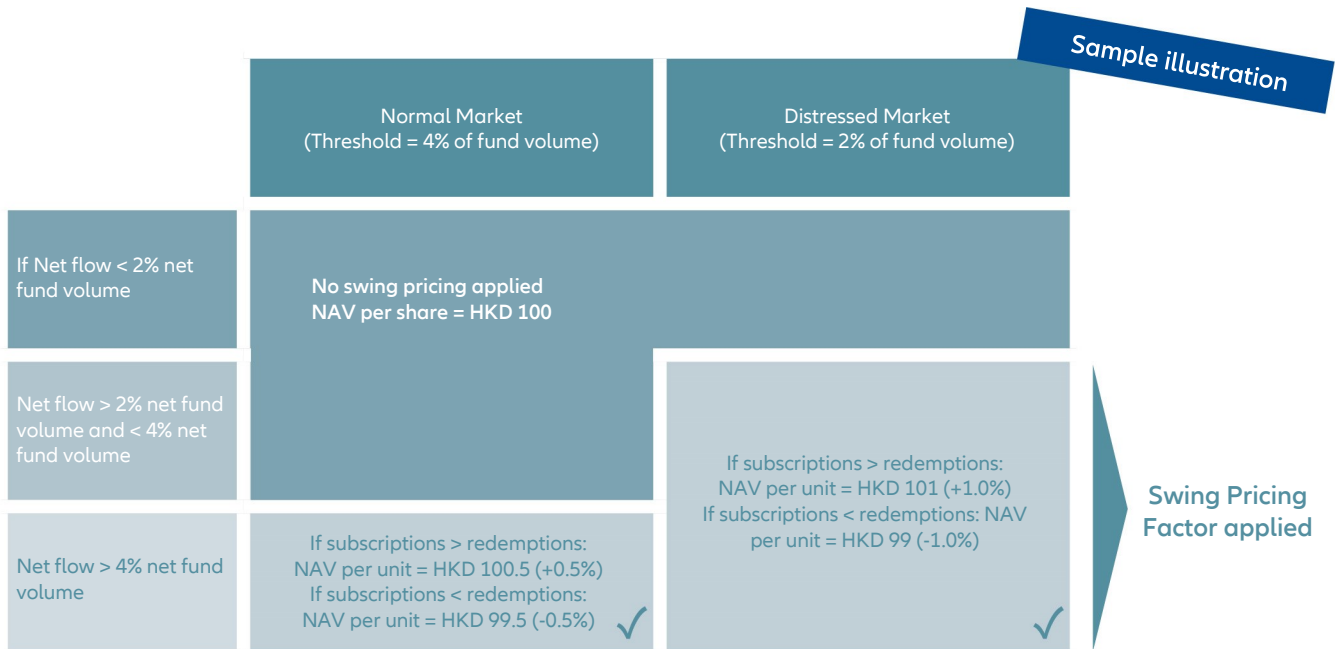 Sample illustration
Normal Market
(Threshold = 4% of fund volume)
Distressed Market
(Threshold = 2% of fund volume)
If Net flow < 2% net
fund volume
No swing pricing applied
NAV per share = HKD 100
Net flow > 2% net fund
volume and < 4% net
fund volume
If subscriptions > redemptions:
NAV per unit = HKD 101 (+1.0%)
If subscriptions < redemptions: NAV
per unit = HKD 99 (-1.0%)
Swing Pricing
Factor applied
Net flow > 4% net fund
volume
If subscriptions > redemptions:
NAV per unit = HKD 100.5 (+0.5%)
If subscriptions < redemptions:
NAV per unit = HKD 99.5 (-0.5%)